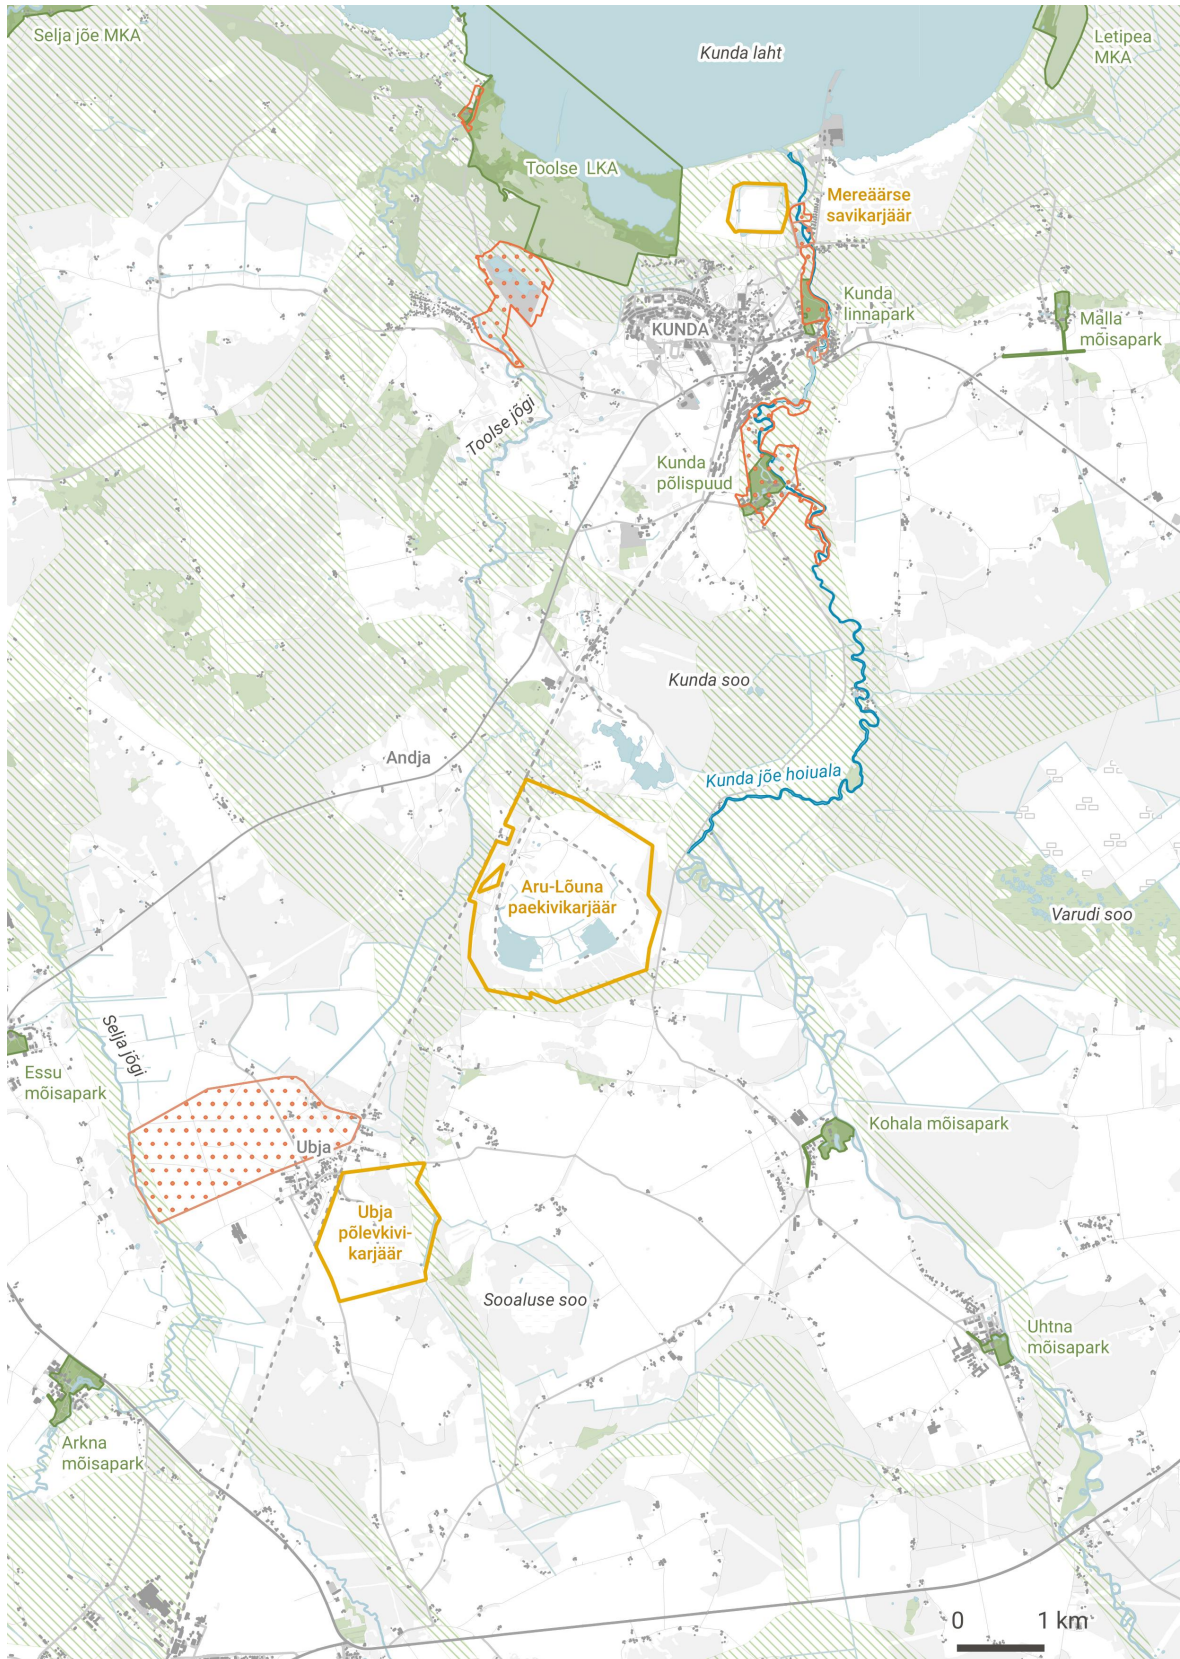 Selja jõe MKA
Kunda laht
Letipea
MKA
Toolse LKA
Mereäärse
savikarjäär
Kunda
linnapark
Malla
mõisapark
KUNDA
Toolse jõgi
Kunda
põlispuud
Kunda soo
Andja
Kunda jõe hoiuala
Aru-Lõuna
paekivikarjäär
Varudi soo
Selja jõgi
Essu
mõisapark
Kohala mõisapark
Ubja
Ubja
põlevkivi-
karjäär
Sooaluse soo
Uhtna
mõisapark
Arkna
mõisapark
0 1 km